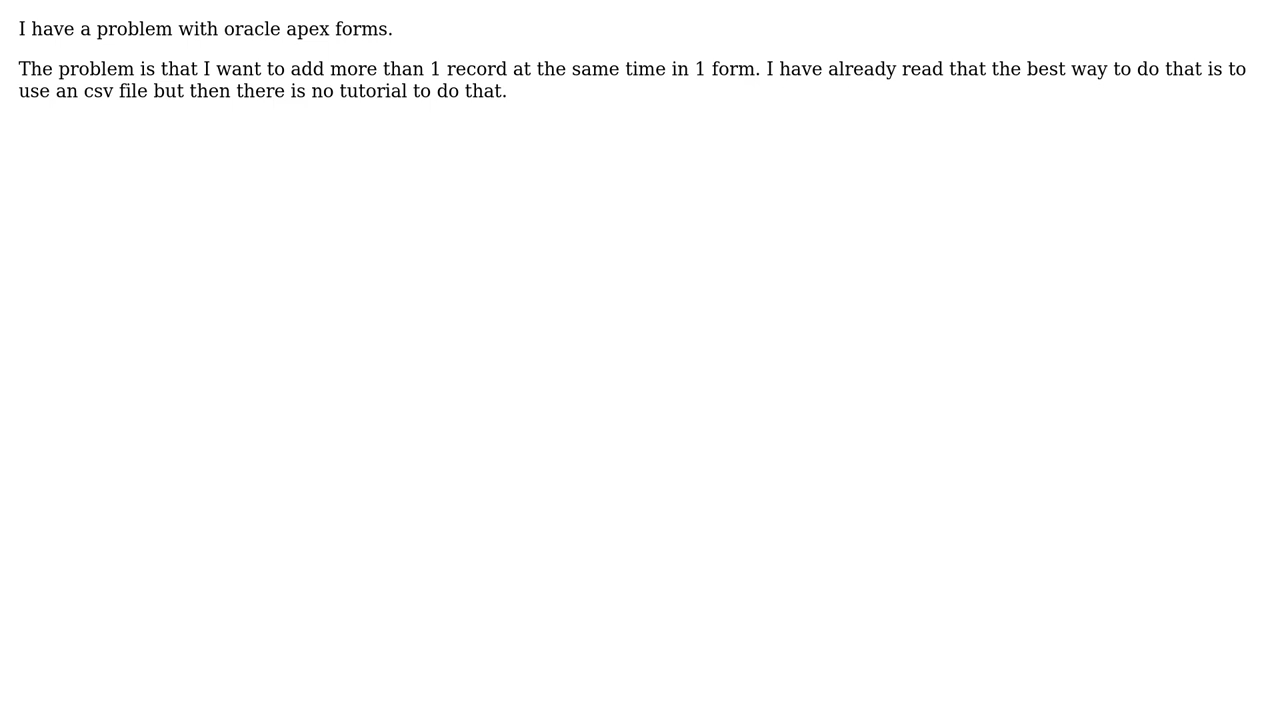 I have a problem with oracle apex forms.
The problem is that I want to add more than 1 record at the same time in 1 form. I have already read that the best way to do that is to
use an csv file but then there is no tutorial to do that.